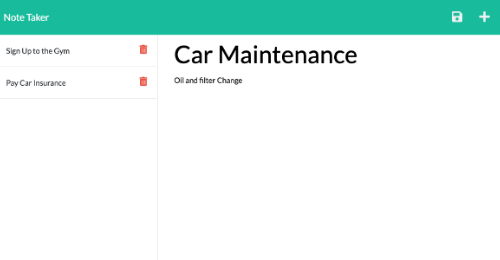 Note Taker
Sign Up to the Gym
Pay Car Insurance
Car Maintenance
Oil and filter Change